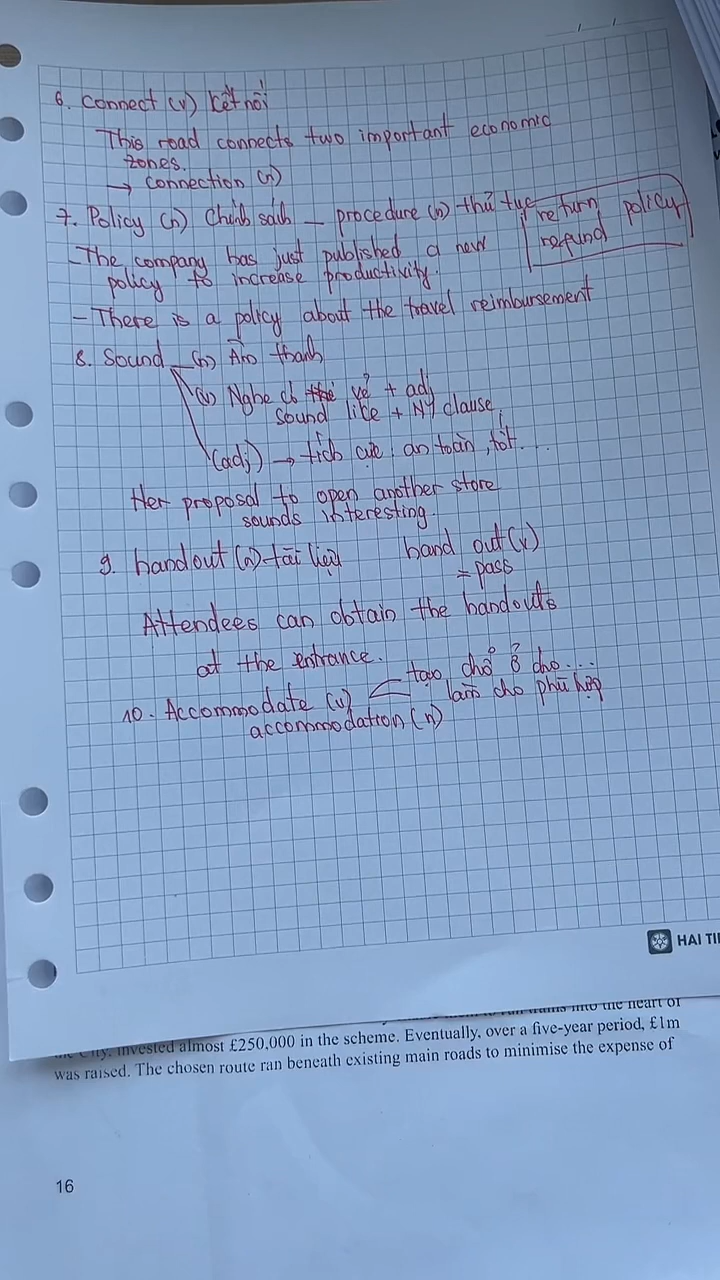 6. Connect (v) kết nối
This road connects two important economic
zones.
→ connection (n)
7. Policy (n) Chính sách _ procedure (n) thủ tục
return policy
refund
- The company has just published a new
policy to increase productivity.
- There is a policy about the travel reimbursement
8. Sound (n) Âm thanh
(v) Nghe có vẻ + adj
sound like + N/ clause
(adj) → tích cực, an toàn, tốt...
Her proposal to open another store
sounds interesting.
9. handout (n) - tài liệu hand out (v)
= pass
Attendees can obtain the handouts
at the entrance.
10. Accommodate (v) tạo chỗ ở cho...
làm cho phù hợp
accommodation (n)
HAI TI
into the heart of
City, invested almost £250,000 in the scheme. Eventually, over a five-year period, £1m
was raised. The chosen route ran beneath existing main roads to minimise the expense of
16